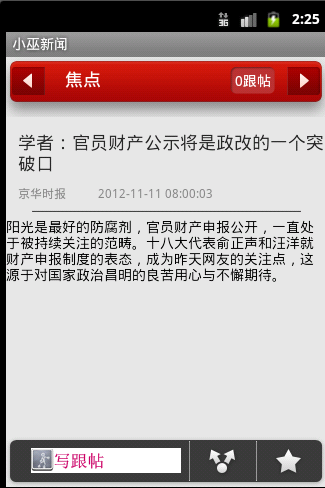 3G 2:25
小巫新闻
焦点 0跟帖
学者：官员财产公示将是政改的一个突
破口
京华时报 2012-11-11 08:00:03
阳光是最好的防腐剂，官员财产申报公开，一直处
于被持续关注的范畴。十八大代表俞正声和汪洋就
财产申报制度的表态，成为昨天网友的关注点，这
源于对国家政治昌明的良苦用心与不懈期待。
写跟帖